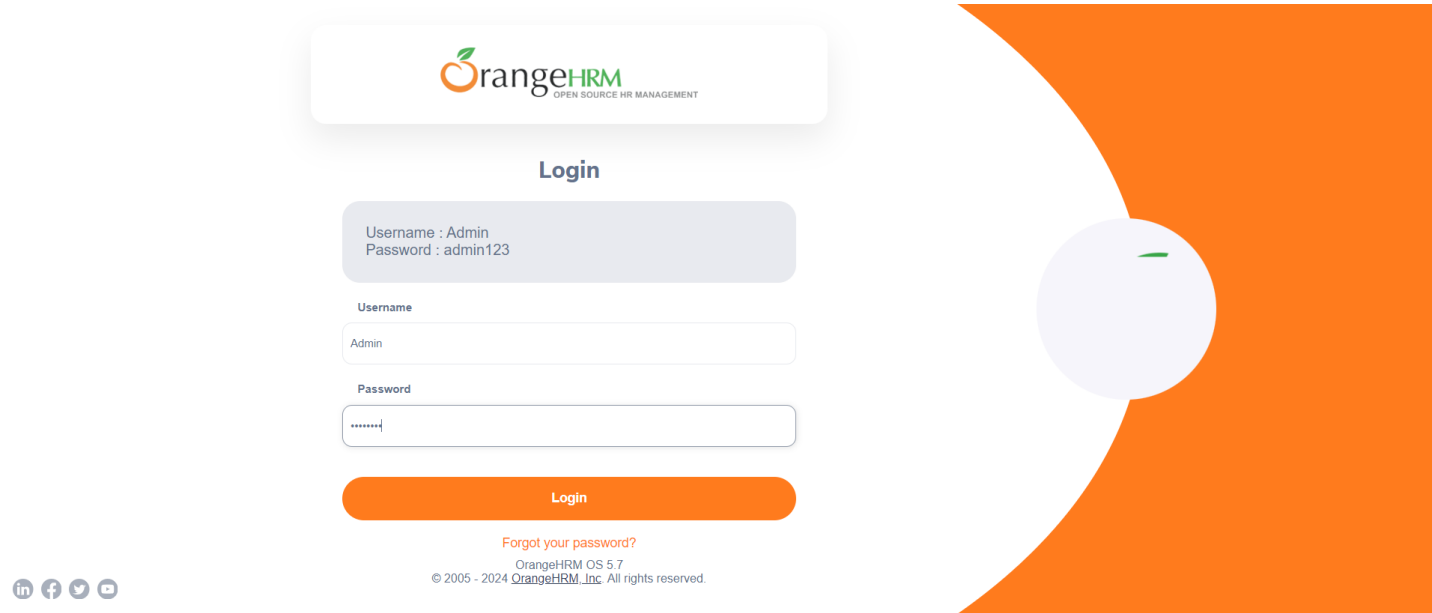 OrangeHRM
OPEN SOURCE HR MANAGEMENT
Login
Username : Admin
Password : admin123
Username
Admin
Password
••••••••
Login
Forgot your password?
OrangeHRM OS 5.7
© 2005 - 2024 OrangeHRM, Inc. All rights reserved.